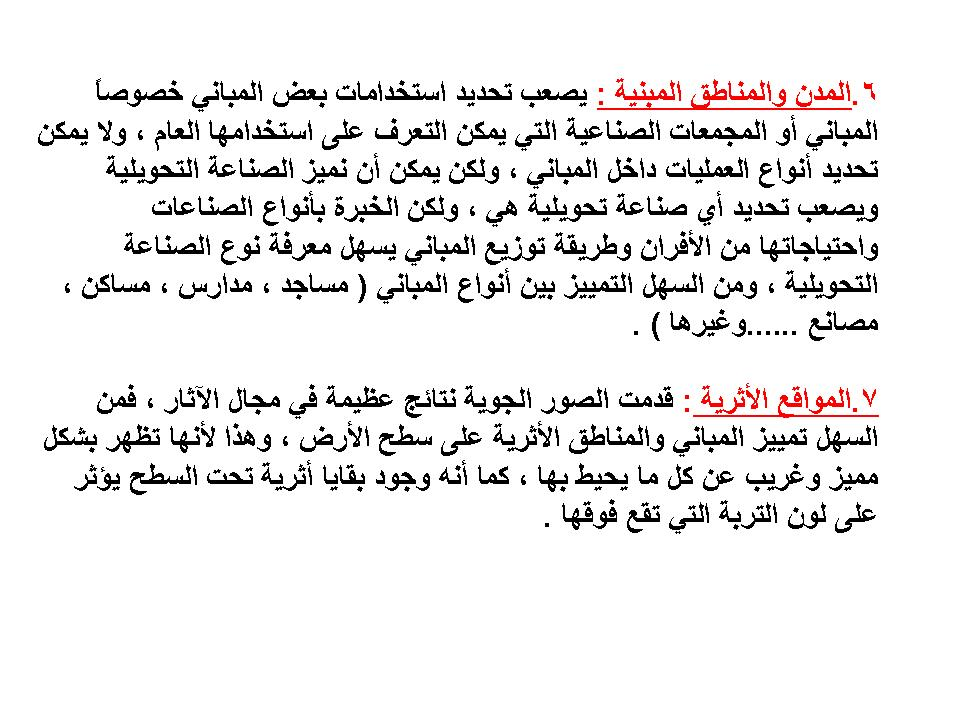 ٦.المدن والمناطق المبنية : يصعب تحديد استخدامات بعض المباني خصوصاً
المباني أو المجمعات الصناعية التي يمكن التعرف على استخدامها العام ، ولا يمكن
تحديد أنواع العمليات داخل المباني ، ولكن يمكن أن نميز الصناعة التحويلية
ويصعب تحديد أي صناعة تحويلية هي ، ولكن الخبرة بأنواع الصناعات
واحتياجاتها من الأفران وطريقة توزيع المباني يسهل معرفة نوع الصناعة
التحويلية ، ومن السهل التمييز بين أنواع المباني ( مساجد ، مدارس ، مساكن ،
مصانع ......وغيرها ) .
٧.المواقع الأثرية : قدمت الصور الجوية نتائج عظيمة في مجال الآثار ، فمن
السهل تمييز المباني والمناطق الأثرية على سطح الأرض ، وهذا لأنها تظهر بشكل
مميز وغريب عن كل ما يحيط بها ، كما أنه وجود بقايا أثرية تحت السطح يؤثر
على لون التربة التي تقع فوقها .